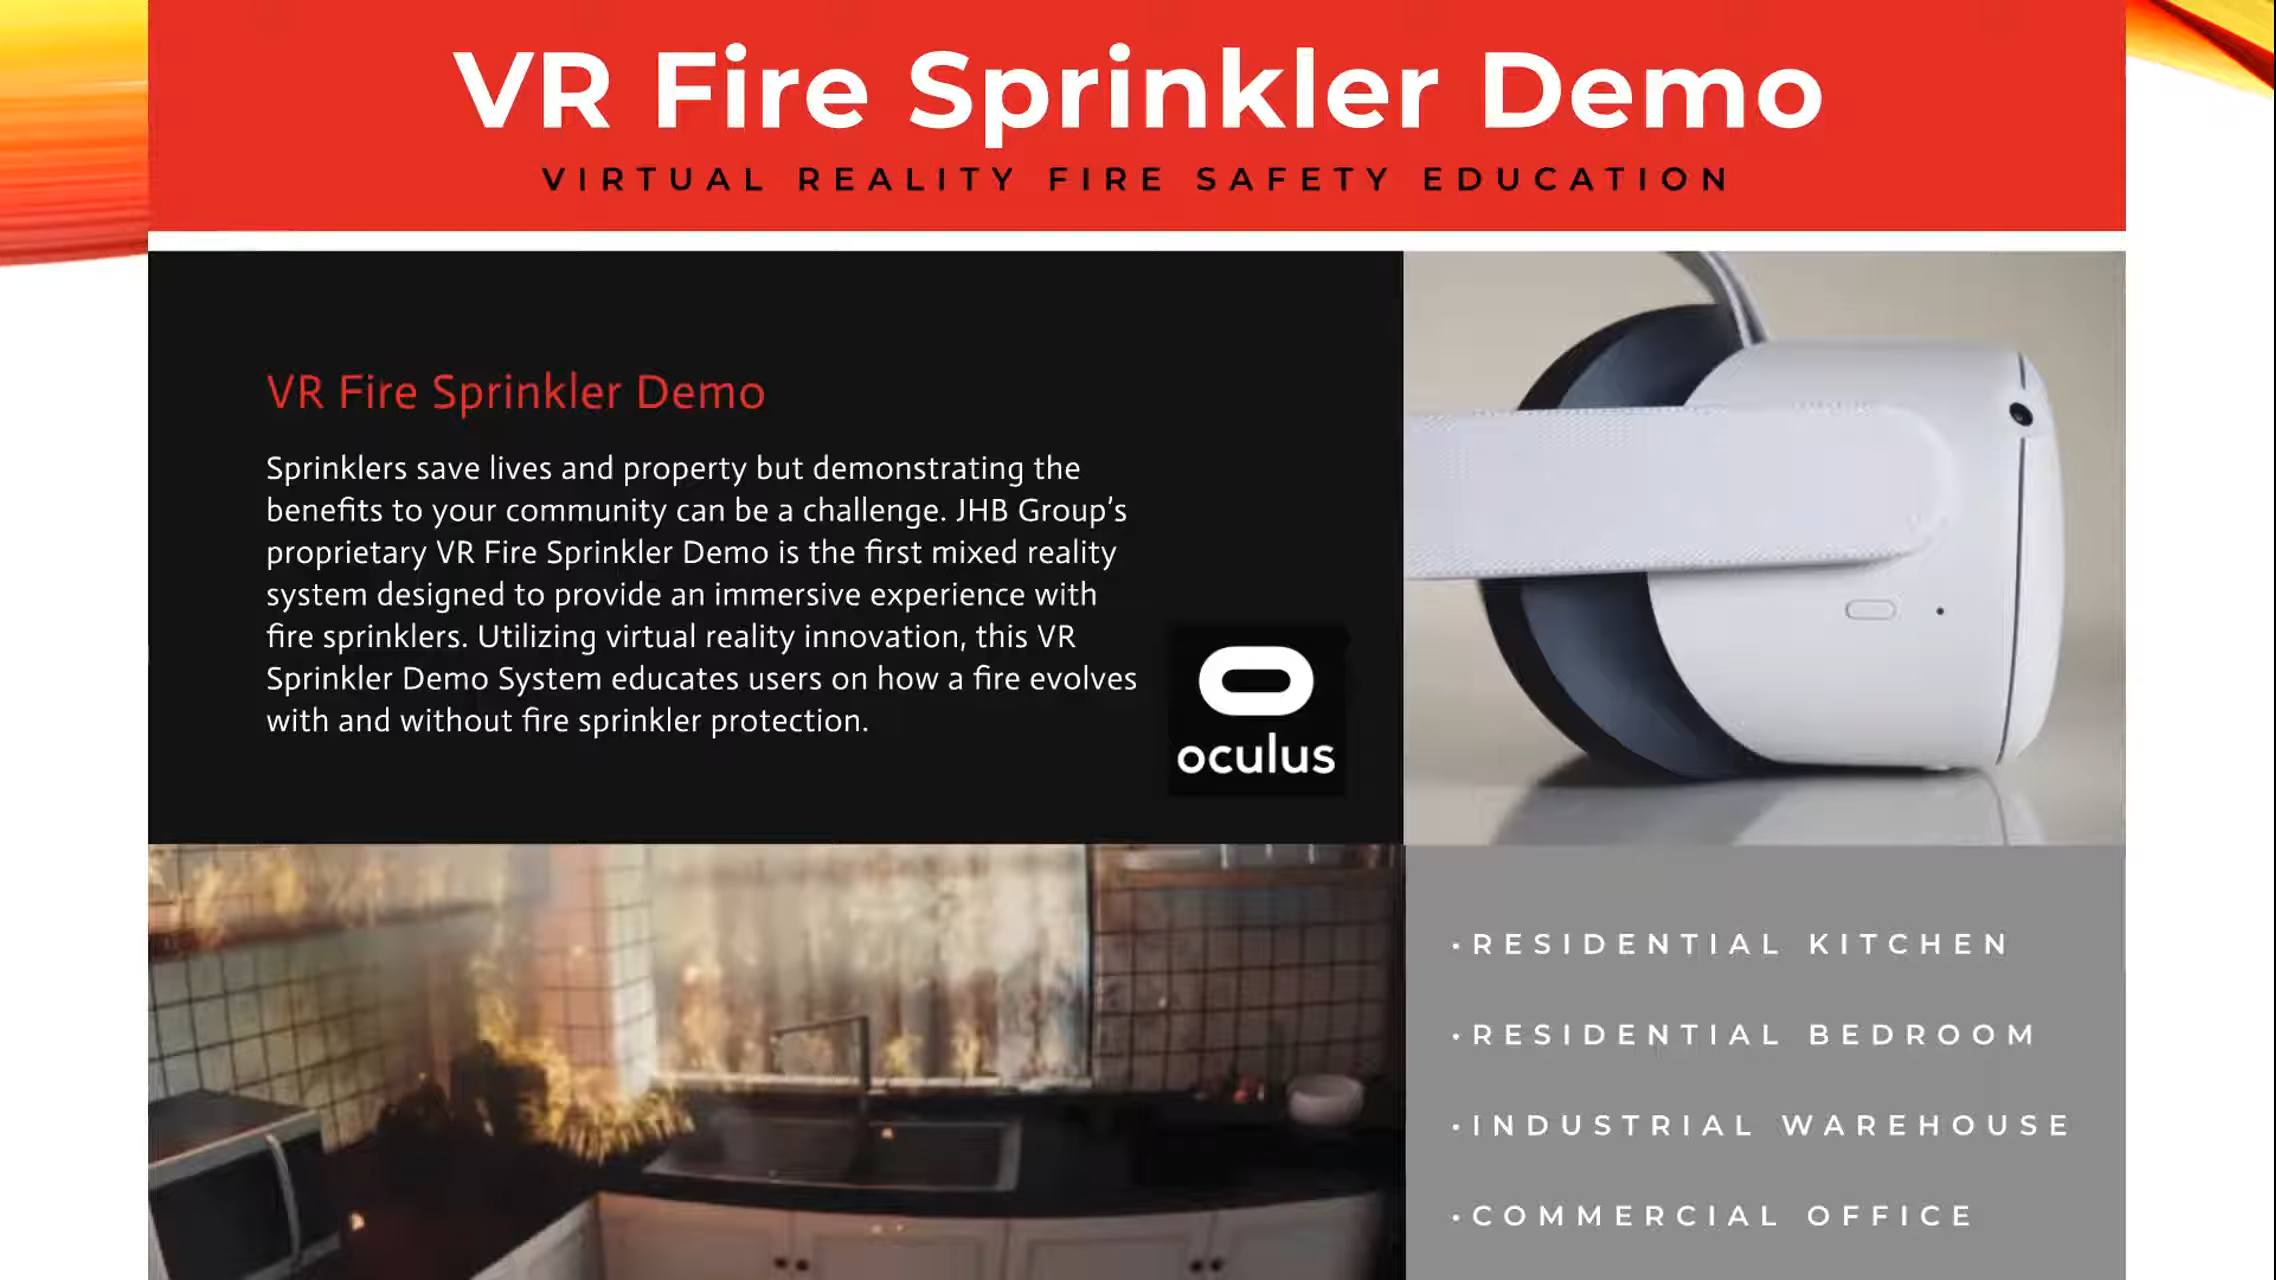 VR Fire Sprinkler Demo
VIRTUAL REALITY FIRE SAFETY EDUCATION
VR Fire Sprinkler Demo
Sprinklers save lives and property but demonstrating the
benefits to your community can be a challenge. JHB Group's
proprietary VR Fire Sprinkler Demo is the first mixed reality
system designed to provide an immersive experience with
fire sprinklers. Utilizing virtual reality innovation, this VR
Sprinkler Demo System educates users on how a fire evolves
with and without fire sprinkler protection.
oculus
•RESIDENTIAL KITCHEN
•RESIDENTIAL BEDROOM
•INDUSTRIAL WAREHOUSE
•COMMERCIAL OFFICE